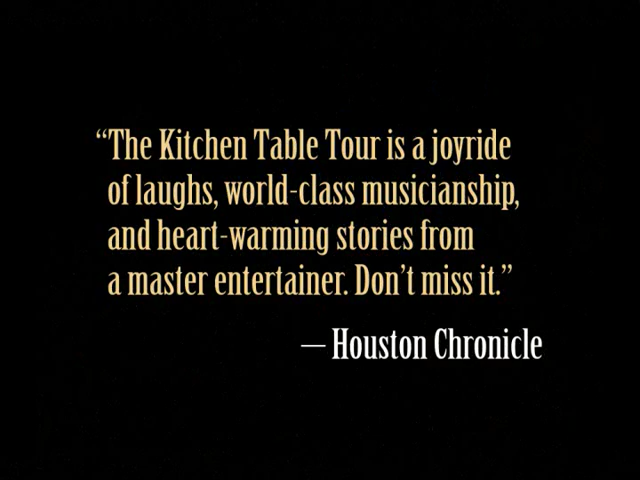 “The Kitchen Table Tour is a joyride
of laughs, world-class musicianship,
and heart-warming stories from
a master entertainer. Don’t miss it.”
— Houston Chronicle